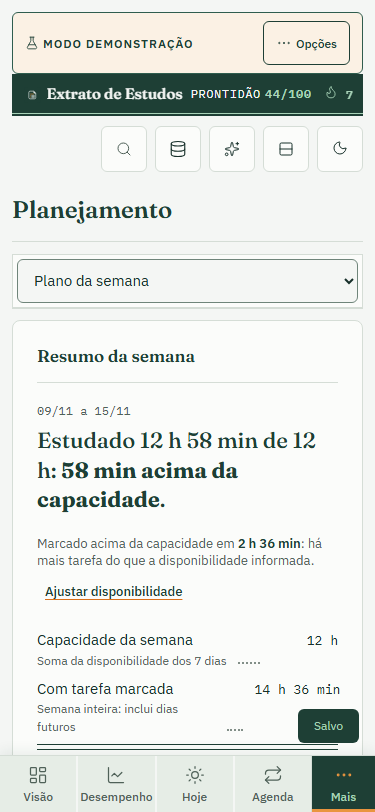 MODO DEMONSTRAÇÃO
··· Opções
Extrato de Estudos PRONTIDÃO 44/100 7
Planejamento
Plano da semana
Resumo da semana
09/11 a 15/11
Estudado 12 h 58 min de 12
h: 58 min acima da
capacidade.
Marcado acima da capacidade em 2 h 36 min: há
mais tarefa do que a disponibilidade informada.
Ajustar disponibilidade
Capacidade da semana 12 h
Soma da disponibilidade dos 7 dias ......
Com tarefa marcada 14 h 36 min
Semana inteira: inclui dias
futuros .....
Salvo
Visão Desempenho Hoje Agenda Mais